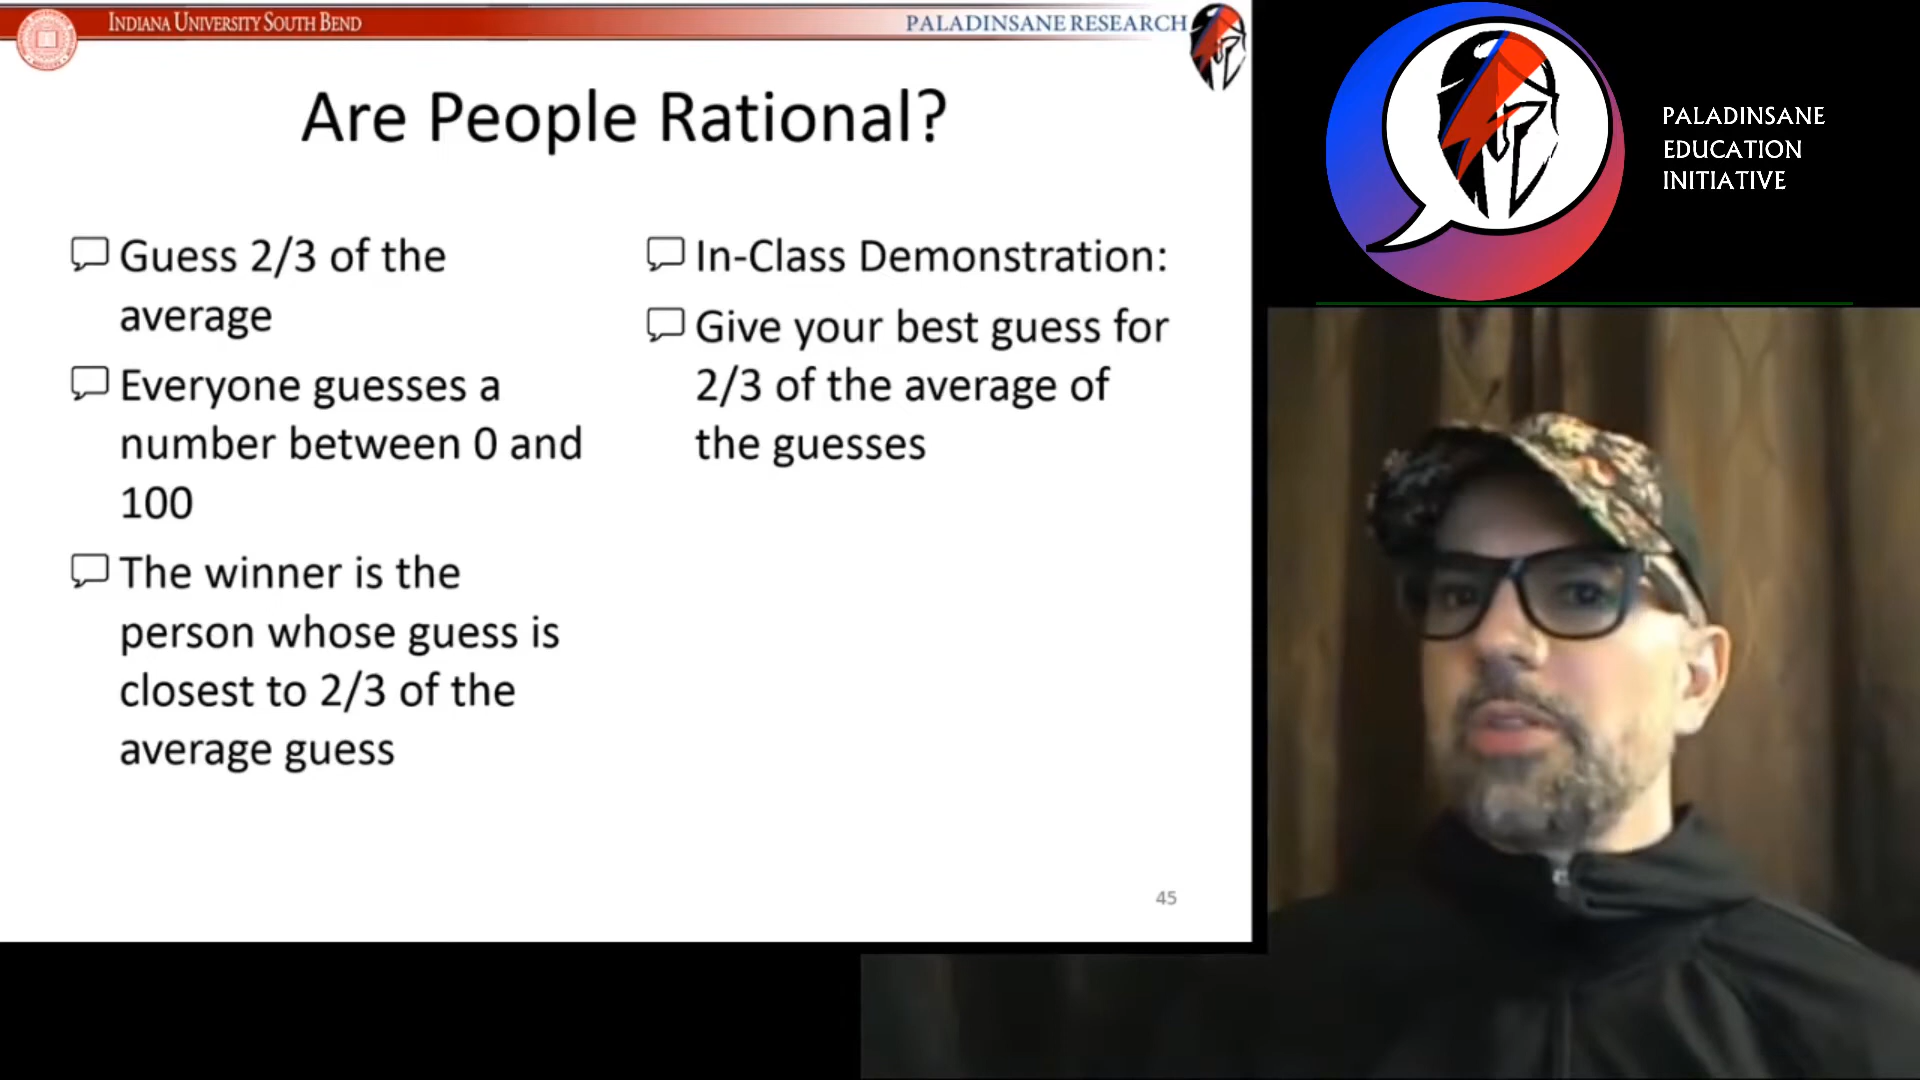 INDIANA UNIVERSITY SOUTH BEND
PALADINSANE RESEARCH
Are People Rational?
Guess 2/3 of the
average
Everyone guesses a
number between 0 and
100
The winner is the
person whose guess is
closest to 2/3 of the
average guess
In-Class Demonstration:
Give your best guess for
2/3 of the average of
the guesses
45
PALADINSANE
EDUCATION
INITIATIVE